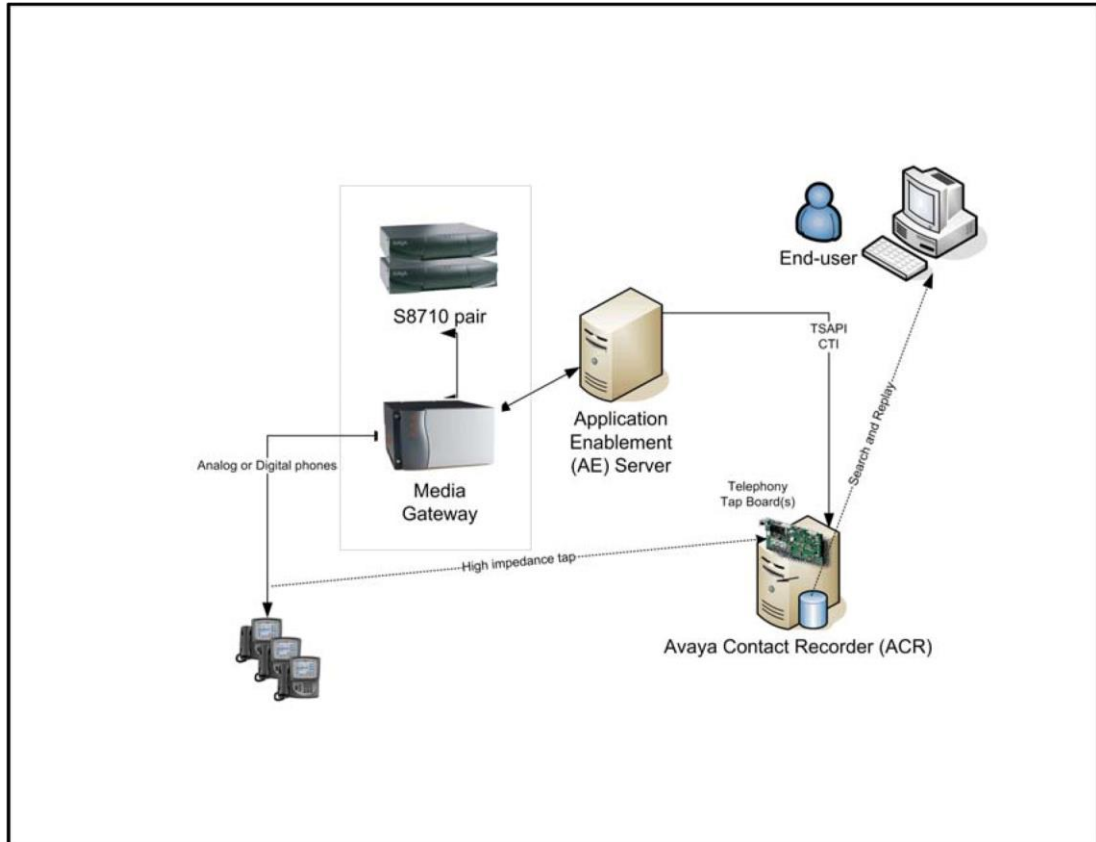 S8710 pair
End-user
TSAPI
CTI
Application
Enablement
(AE) Server
Analog or Digital phones
Media
Gateway
Search and Replay
Telephony
Tap Board(s)
High impedance tap
Avaya Contact Recorder (ACR)